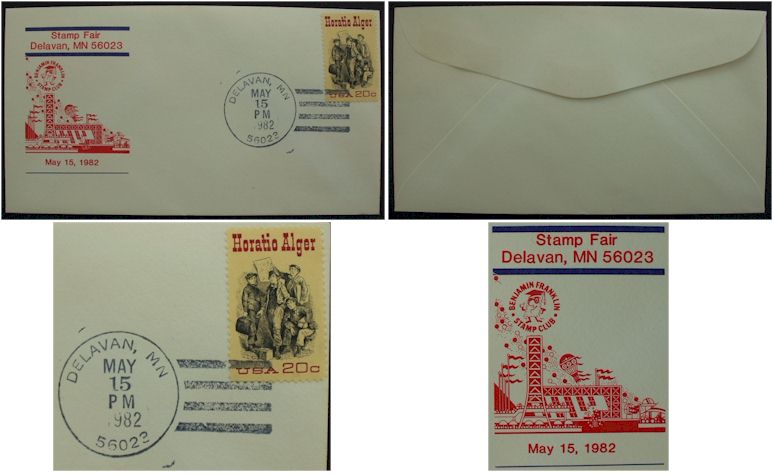 Stamp Fair
Delavan, MN 56023
BENJAMIN FRANKLIN
STAMP CLUB
May 15, 1982
DELAVAN, MN
MAY
15
PM
1982
56023
Horatio Alger
USA 20c
Horatio Alger
USA 20c
DELAVAN, MN
MAY
15
PM
1982
56023
Stamp Fair
Delavan, MN 56023
BENJAMIN FRANKLIN
STAMP CLUB
May 15, 1982